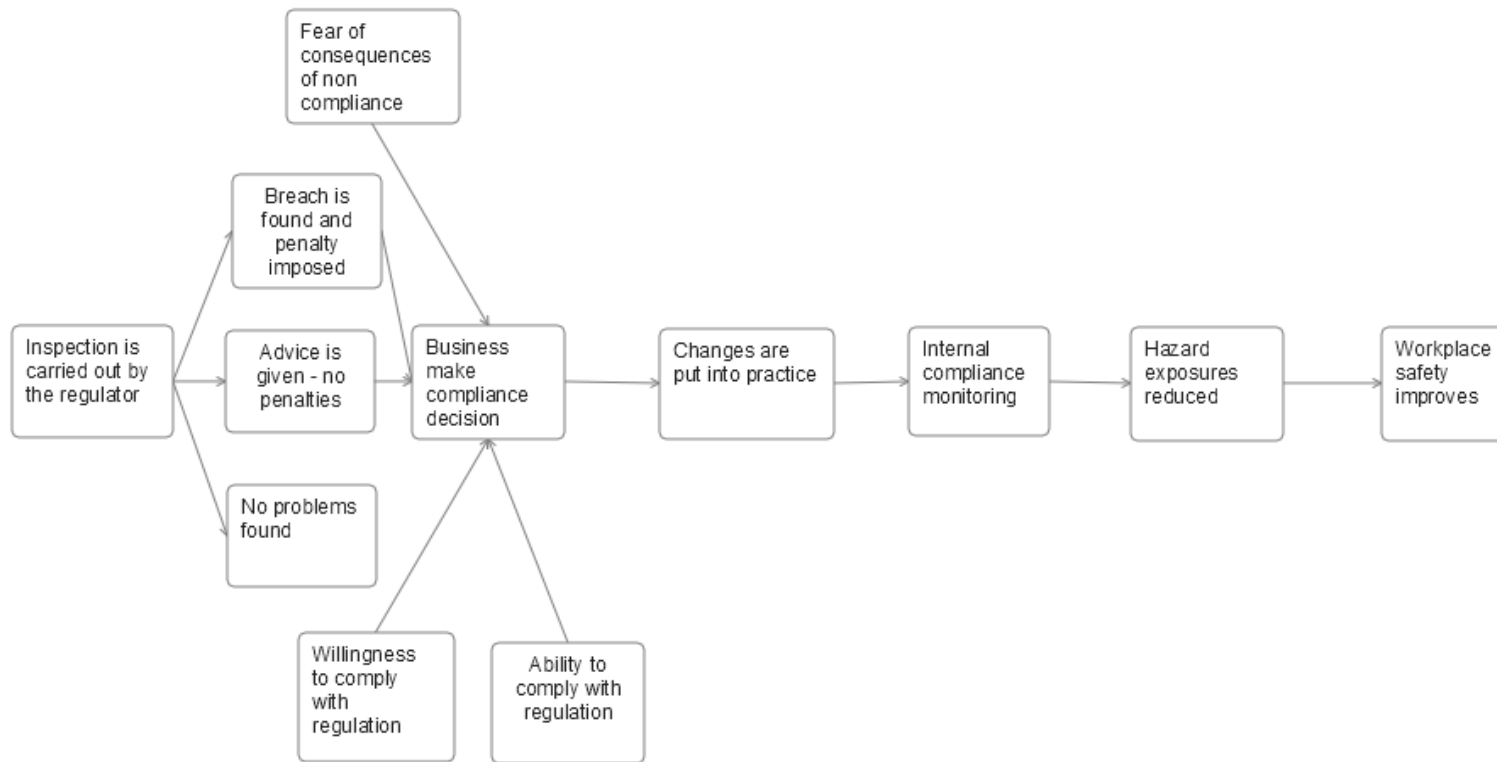 Fear of
consequences
of non
compliance
Breach is
found and
penalty
imposed
Inspection is
carried out by
the regulator
Advice is
given - no
penalties
Business
make
compliance
decision
Changes are
put into practice
Internal
compliance
monitoring
Hazard
exposures
reduced
Workplace
safety
improves
No problems
found
Willingness
to comply
with
regulation
Ability to
comply with
regulation